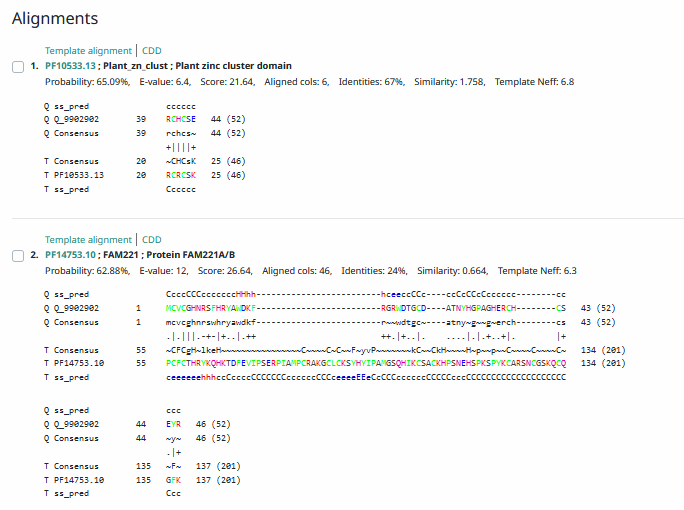 Alignments
Template alignment | CDD
1. PF10533.13 ; Plant_zn_clust ; Plant zinc cluster domain
Probability: 65.09%, E-value: 6.4, Score: 21.64, Aligned cols: 6, Identities: 67%, Similarity: 1.758, Template Neff: 6.8
Q ss_pred cccccc
Q Q_9902902 39 RCHCSE 44 (52)
Q Consensus 39 rchcs~ 44 (52)
+||||+
T Consensus 20 ~CHCsK 25 (46)
T PF10533.13 20 RCRCSK 25 (46)
T ss_pred Cccccc
Template alignment | CDD
2. PF14753.10 ; FAM221 ; Protein FAM221A/B
Probability: 62.88%, E-value: 12, Score: 26.64, Aligned cols: 46, Identities: 24%, Similarity: 0.664, Template Neff: 6.3
Q ss_pred CcccCCCcccccccHHhh-------------------------hceeccCCc----ccCcCCcCcccccc--------cc
Q Q_9902902 1 MCVCGHNRSFHRYAWDKF-------------------------RGRWDTGCD----ATNYHGPAGHERCH--------CS 43 (52)
Q Consensus 1 mcvcghnrswhryawdkf-------------------------r~~wdtgc~----atny~g~~g~erch--------cs 43 (52)
.|.|||.-+-|+..|.++ ++.-|+..|. ....|.|.+..+|. |+
T Consensus 55 ~CFCgH~lkeH~~~~~~~~~~~~~~~~~C~~~~C~C~~F~yvP~~~~~~~kC~~CkH~~~~H~p~~p~~C~~~~C~~~~C~ 134 (201)
T PF14753.10 55 PCFCTHRYKQHKTDFEVIPSERPIAMPCRAKGCLCKSYHYIPAMGSQHIKCSACKHPSNEHSPKSPYKCARSNCGSKQCQ 134 (201)
T ss_pred ceeeeeehhhccCccccCCCCCCCccccccCCCceeeeEEeCcCCCccccccCCCCCcccCCCCCCCCCCCCCCCCCCC
Q ss_pred ccc
Q Q_9902902 44 EYR 46 (52)
Q Consensus 44 ~y~ 46 (52)
.|+
T Consensus 135 ~F~ 137 (201)
T PF14753.10 135 GFK 137 (201)
T ss_pred Ccc